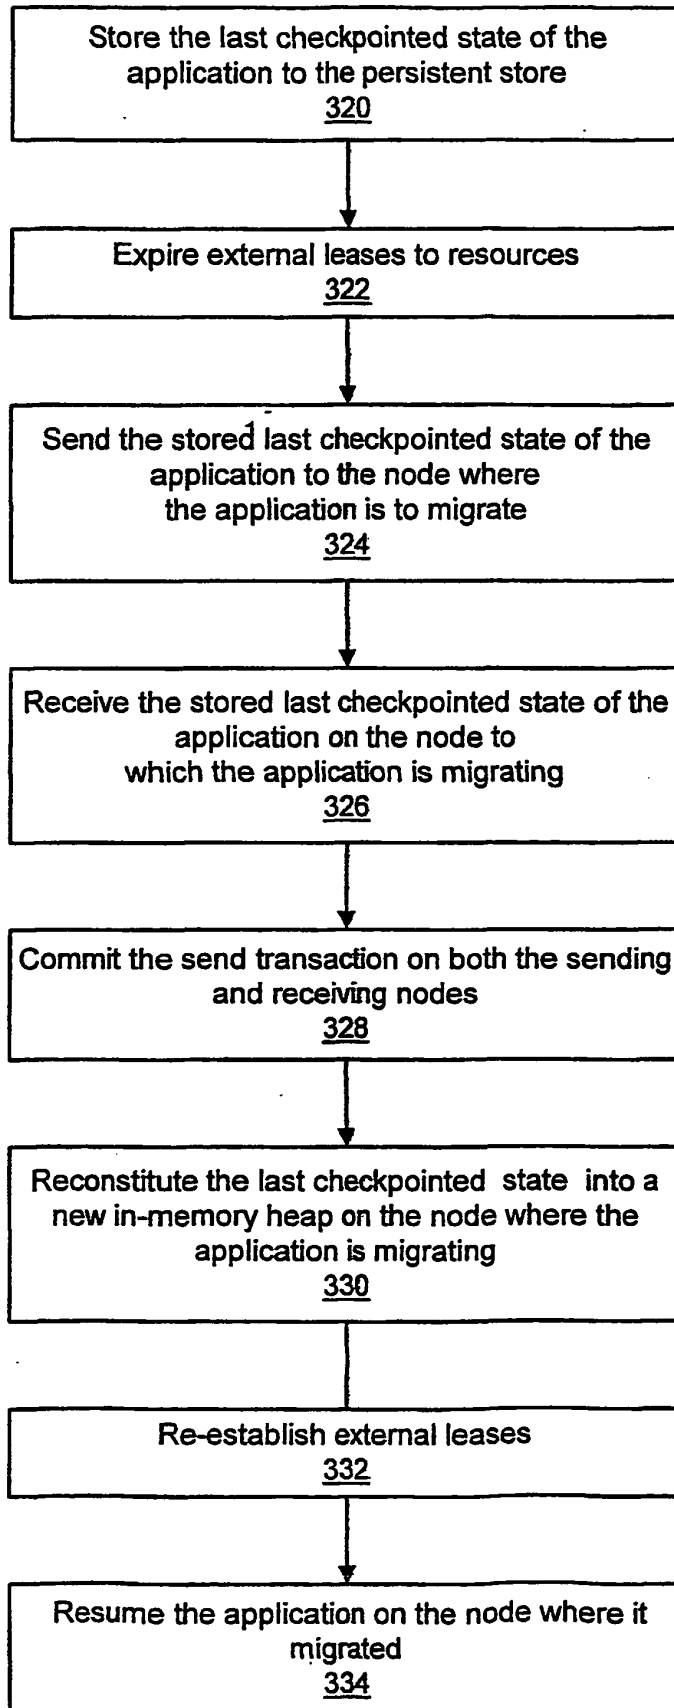 Store the last checkpointed state of the
application to the persistent store
320
Expire external leases to resources
322
Send the stored last checkpointed state of the
application to the node where
the application is to migrate
324
Receive the stored last checkpointed state of the
application on the node to
which the application is migrating
326
Commit the send transaction on both the sending
and receiving nodes
328
Reconstitute the last checkpointed state into a
new in-memory heap on the node where the
application is migrating
330
Re-establish external leases
332
Resume the application on the node where it
migrated
334